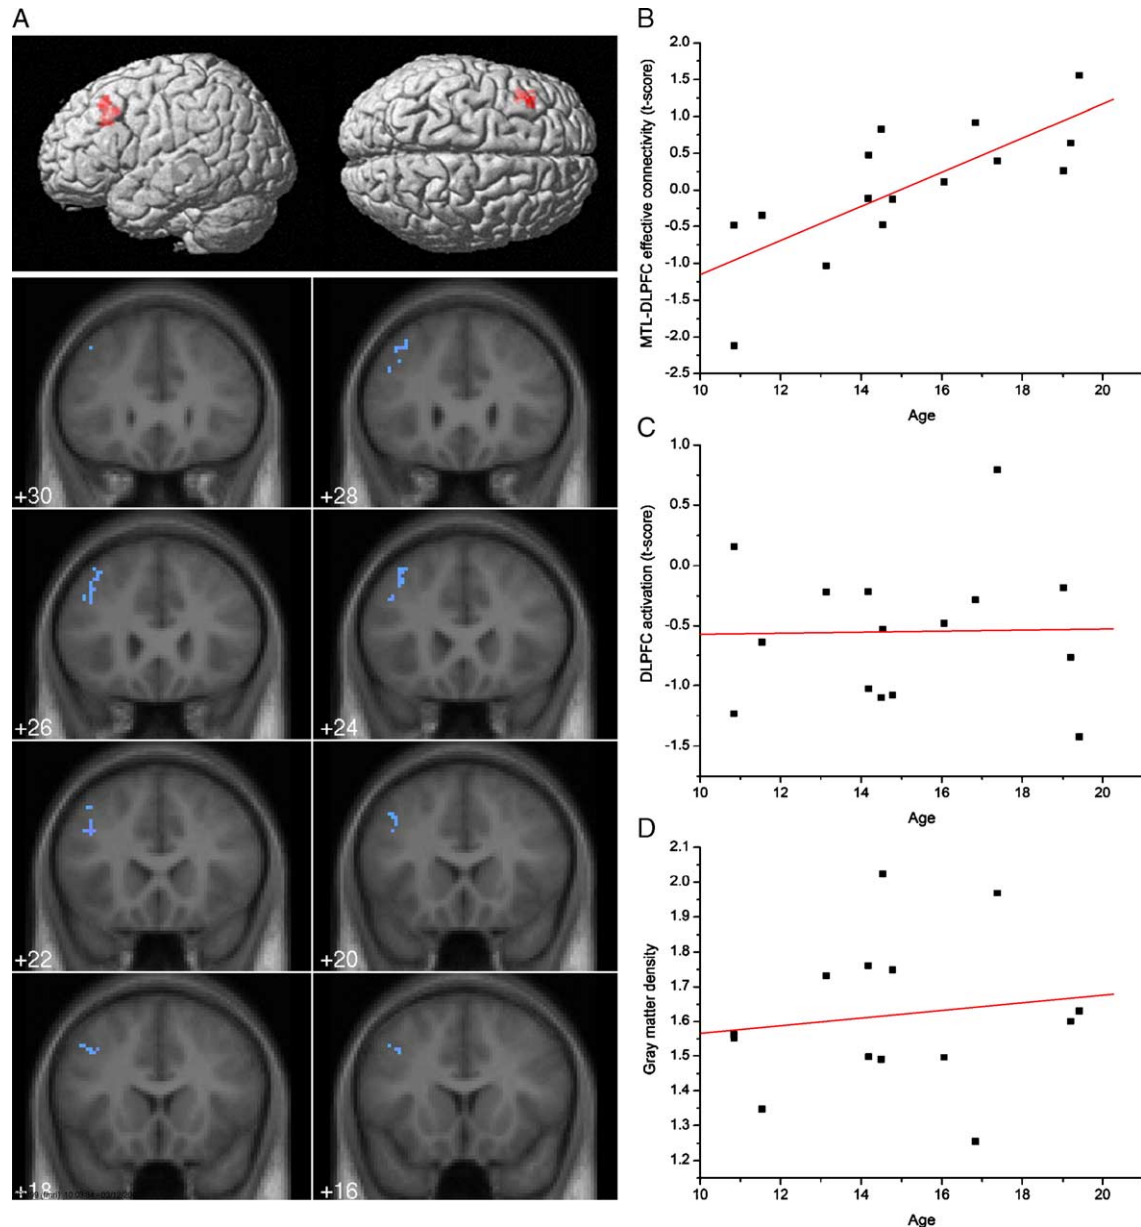 A
+30
+28
+26
+24
+22
+20
+18
+16
B
MTL-DLPFC effective connectivity (t-score)
2.0
1.5
1.0
0.5
0.0
-0.5
-1.0
-1.5
-2.0
-2.5
10 12 14 16 18 20
Age
C
DLPFC activation (t-score)
1.0
0.5
0.0
-0.5
-1.0
-1.5
10 12 14 16 18 20
Age
D
Gray matter density
2.1
2.0
1.9
1.8
1.7
1.6
1.5
1.4
1.3
1.2
10 12 14 16 18 20
Age